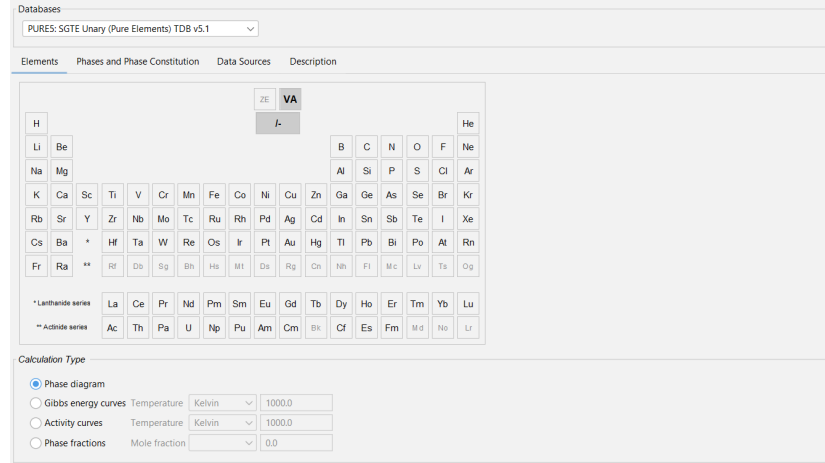 Databases
PURE5: SGTE Unary (Pure Elements) TDB v5.1
Elements Phases and Phase Constitution Data Sources Description
ZE VA
/-
H He
Li Be B C N O F Ne
Na Mg Al Si P S Cl Ar
K Ca Sc Ti V Cr Mn Fe Co Ni Cu Zn Ga Ge As Se Br Kr
Rb Sr Y Zr Nb Mo Tc Ru Rh Pd Ag Cd In Sn Sb Te I Xe
Cs Ba * Hf Ta W Re Os Ir Pt Au Hg Tl Pb Bi Po At Rn
Fr Ra ** Rf Db Sg Bh Hs Mt Ds Rg Cn Nh Fl Mc Lv Ts Og
* Lanthanide series La Ce Pr Nd Pm Sm Eu Gd Tb Dy Ho Er Tm Yb Lu
** Actinide series Ac Th Pa U Np Pu Am Cm Bk Cf Es Fm Md No Lr
Calculation Type
Phase diagram
Gibbs energy curves Temperature Kelvin 1000.0
Activity curves Temperature Kelvin 1000.0
Phase fractions Mole fraction 0.0